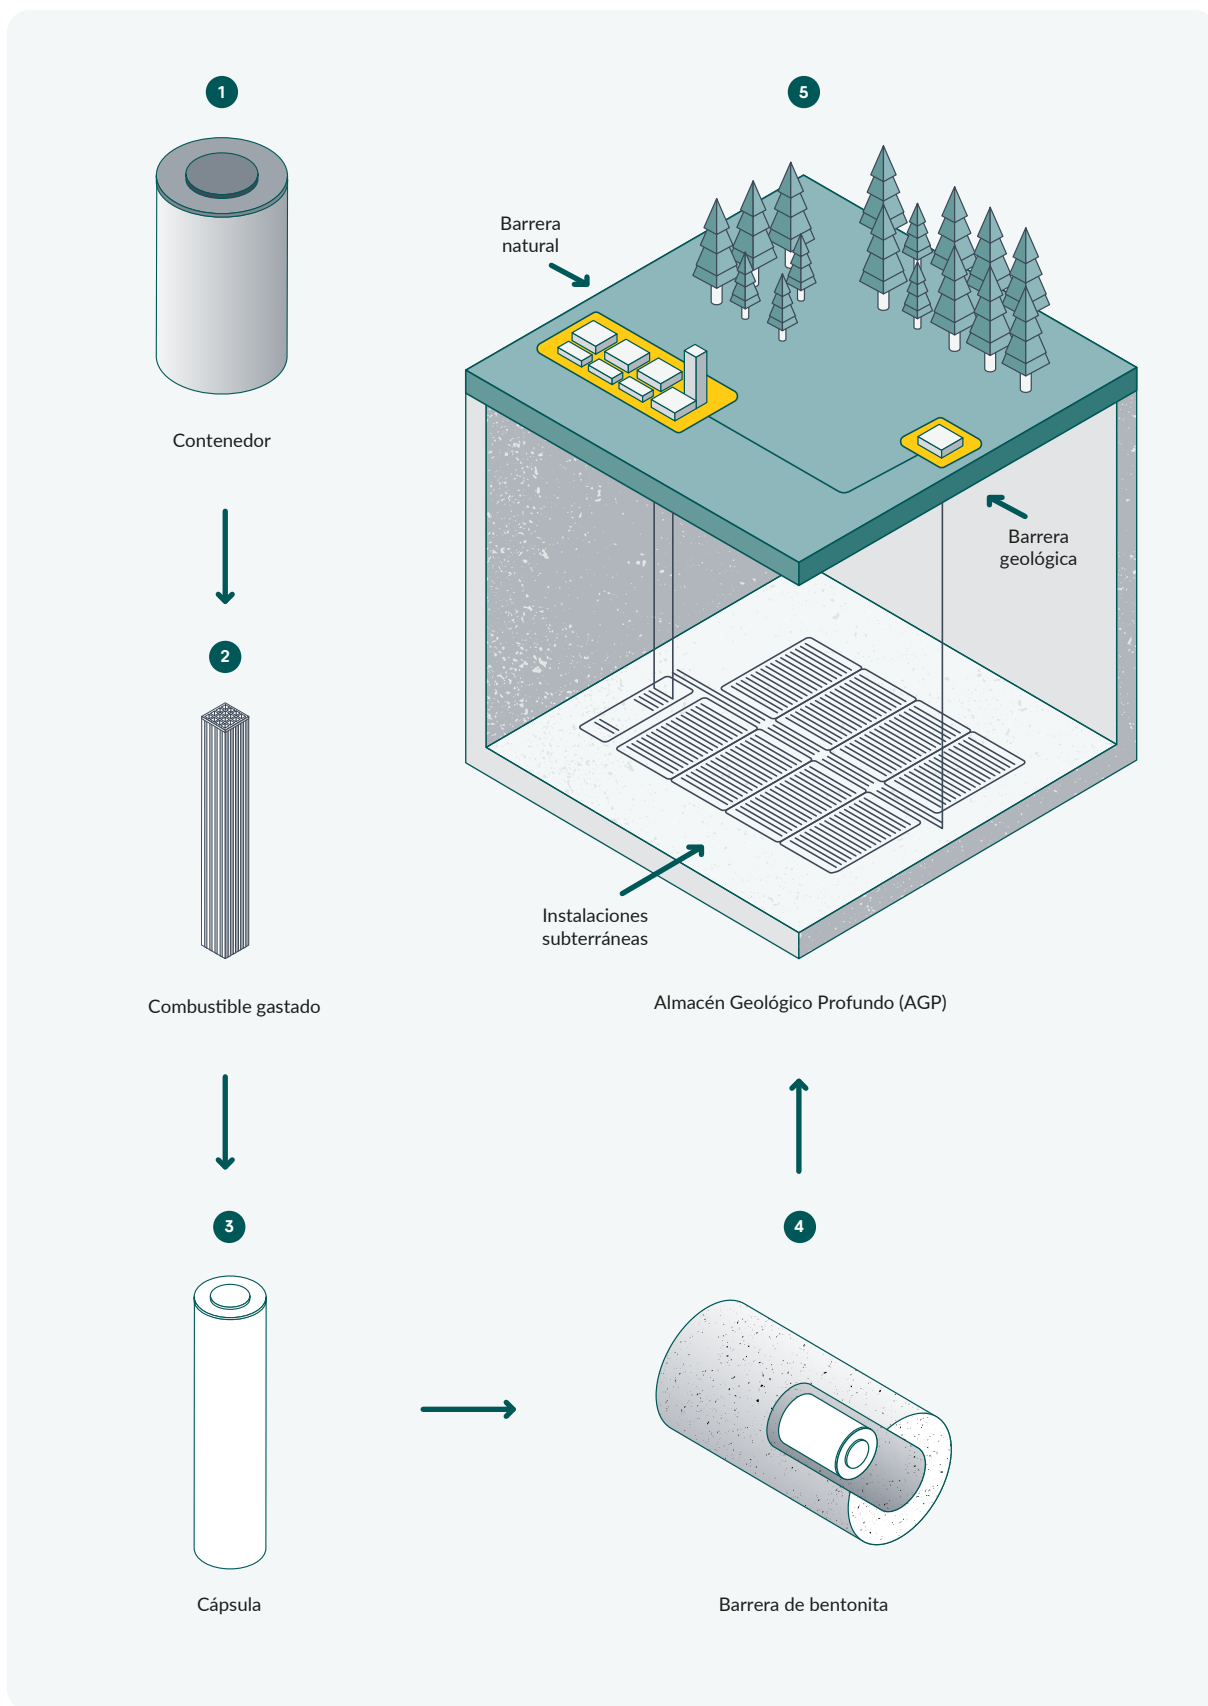 1
Contenedor
2
Combustible gastado
3
Cápsula
4
Barrera de bentonita
5
Barrera
natural
Barrera
geológica
Instalaciones
subterráneas
Almacén Geológico Profundo (AGP)